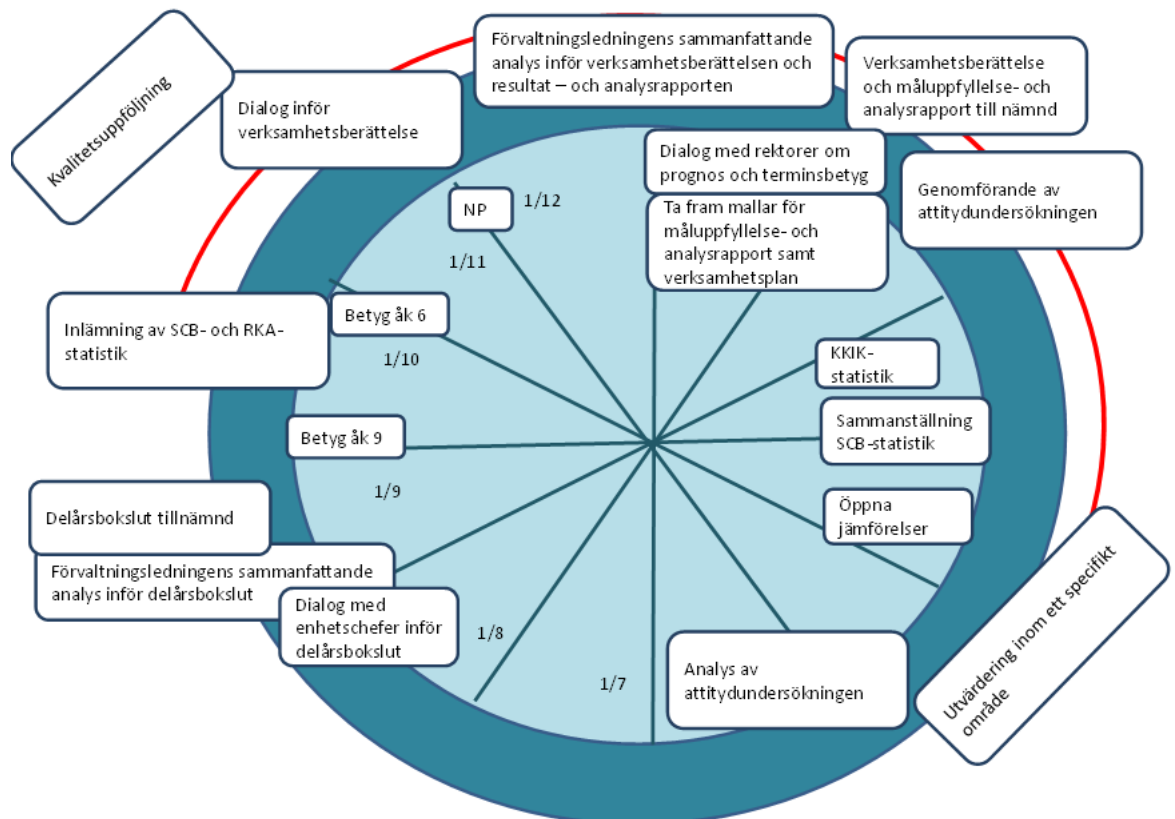 Förvaltningsledningens sammanfattande
analys inför verksamhetsberättelsen och
resultat – och analysrapporten
Verksamhetsberättelse
och måluppfyllelse- och
analysrapport till nämnd
Kvalitetsuppföljning
Dialog inför
verksamhetsberättelse
Dialog med rektorer om
prognos och terminsbetyg
Genomförande av
attitydundersökningen
NP
1/12
Ta fram mallar för
måluppfyllelse- och
analysrapport samt
verksamhetsplan
1/11
Inlämning av SCB- och RKA-
statistik
Betyg åk 6
1/10
KKIK-
statistik
Betyg åk 9
Sammanställning
SCB-statistik
1/9
Delårsbokslut tillnämnd
Öppna
jämförelser
Förvaltningsledningens sammanfattande
analys inför delårsbokslut
Dialog med
enhetschefer inför
delårsbokslut
1/8
1/7
Analys av
attitydundersökningen
Utvärdering inom ett specifikt
område